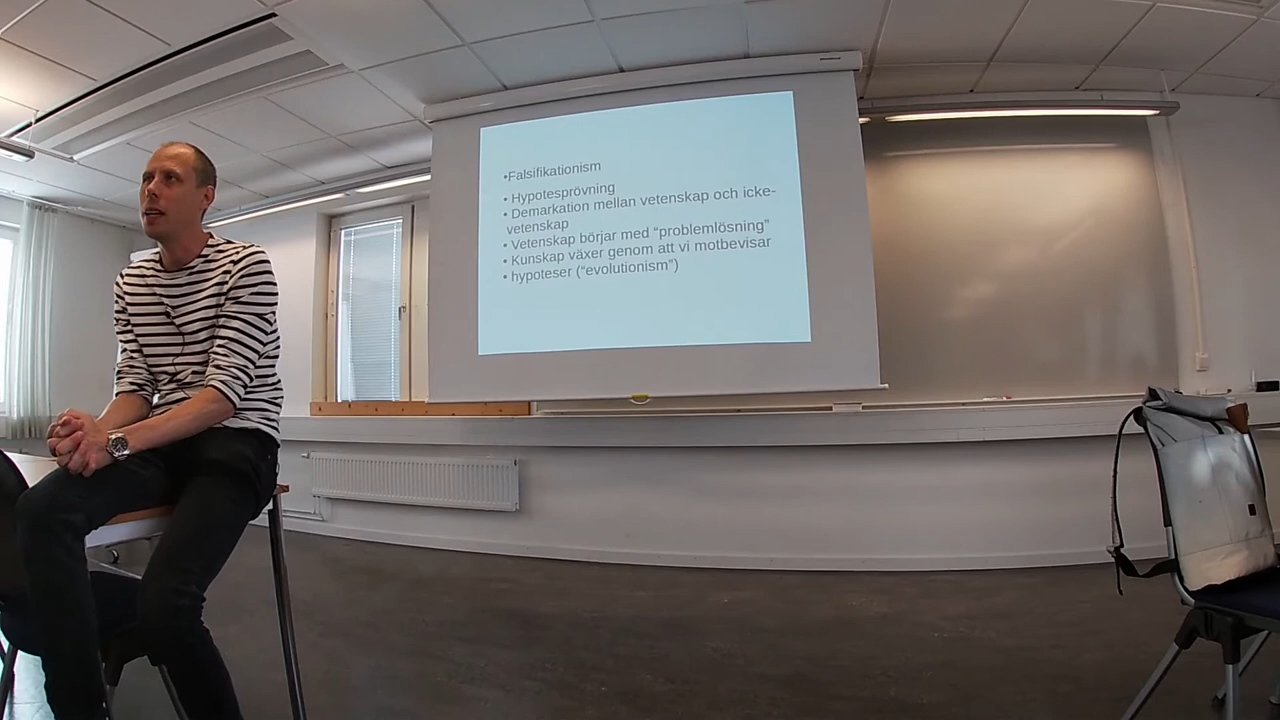 •Falsifikationism
• Hypotesprövning
• Demarkation mellan vetenskap och icke-
vetenskap
• Vetenskap börjar med “problemlösning”
• Kunskap växer genom att vi motbevisar
• hypoteser (“evolutionism”)